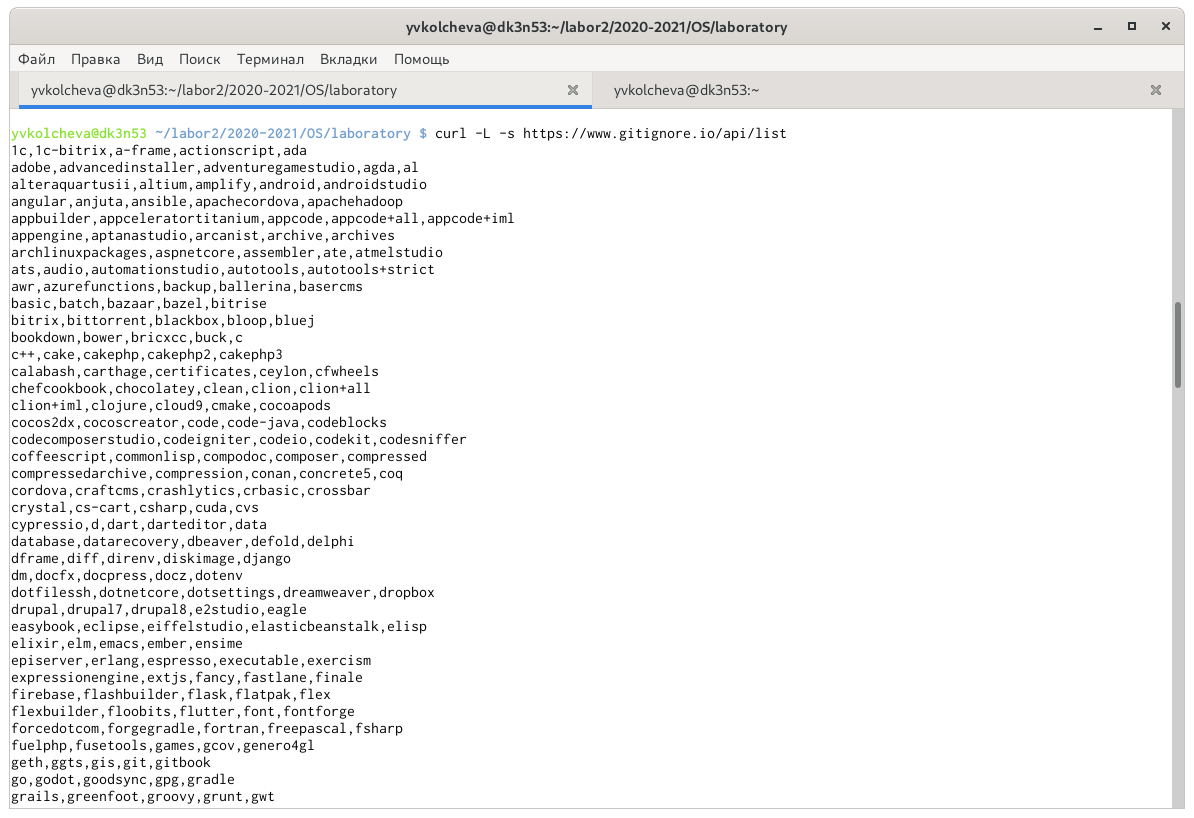 yvkolcheva@dk3n53:~/labor2/2020-2021/OS/laboratory
Файл Правка Вид Поиск Терминал Вкладки Помощь
yvkolcheva@dk3n53:~/labor2/2020-2021/OS/laboratory yvkolcheva@dk3n53:~
yvkolcheva@dk3n53 ~/labor2/2020-2021/OS/laboratory $ curl -L -s https://www.gitignore.io/api/list
1c,1c-bitrix,a-frame,actionscript,ada
adobe,advancedinstaller,adventuregamestudio,agda,al
alteraquartusii,altium,amplify,android,androidstudio
angular,anjuta,ansible,apachecordova,apachehadoop
appbuilder,appceleratortitanium,appcode,appcode+all,appcode+iml
appengine,aptanastudio,arcanist,archive,archives
archlinuxpackages,aspnetcore,assembler,ate,atmelstudio
ats,audio,automationstudio,autotools,autotools+strict
awr,azurefunctions,backup,ballerina,basercms
basic,batch,bazaar,bazel,bitrise
bitrix,bittorrent,blackbox,bloop,bluej
bookdown,bower,bricxcc,buck,c
c++,cake,cakephp,cakephp2,cakephp3
calabash,carthage,certificates,ceylon,cfwheels
chefcookbook,chocolatey,clean,clion,clion+all
clion+iml,clojure,cloud9,cmake,cocoapods
cocos2dx,cocoscreator,code,code-java,codeblocks
codecomposerstudio,codeigniter,codeio,codekit,codesniffer
coffeescript,commonlisp,compodoc,composer,compressed
compressedarchive,compression,conan,concrete5,coq
cordova,craftcms,crashlytics,crbasic,crossbar
crystal,cs-cart,csharp,cuda,cvs
cypressio,d,dart,darteditor,data
database,datarecovery,dbeaver,defold,delphi
dframe,diff,direnv,diskimage,django
dm,docfx,docpress,docz,dotenv
dotfilessh,dotnetcore,dotsettings,dreamweaver,dropbox
drupal,drupal7,drupal8,e2studio,eagle
easybook,eclipse,eiffelstudio,elasticbeanstalk,elisp
elixir,elm,emacs,ember,ensime
episerver,erlang,espresso,executable,exercism
expressionengine,extjs,fancy,fastlane,finale
firebase,flashbuilder,flask,flatpak,flex
flexbuilder,floobits,flutter,font,fontforge
forcedotcom,forgegradle,fortran,freepascal,fsharp
fuelphp,fusetools,games,gcov,genero4gl
geth,ggts,gis,git,gitbook
go,godot,goodsync,gpg,gradle
grails,greenfoot,groovy,grunt,gwt